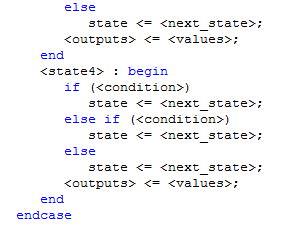 else
state <= <next_state>;
<outputs> <= <values>;
end
<state4> : begin
if (<condition>)
state <= <next_state>;
else if (<condition>)
state <= <next_state>;
else
state <= <next_state>;
<outputs> <= <values>;
end
endcase